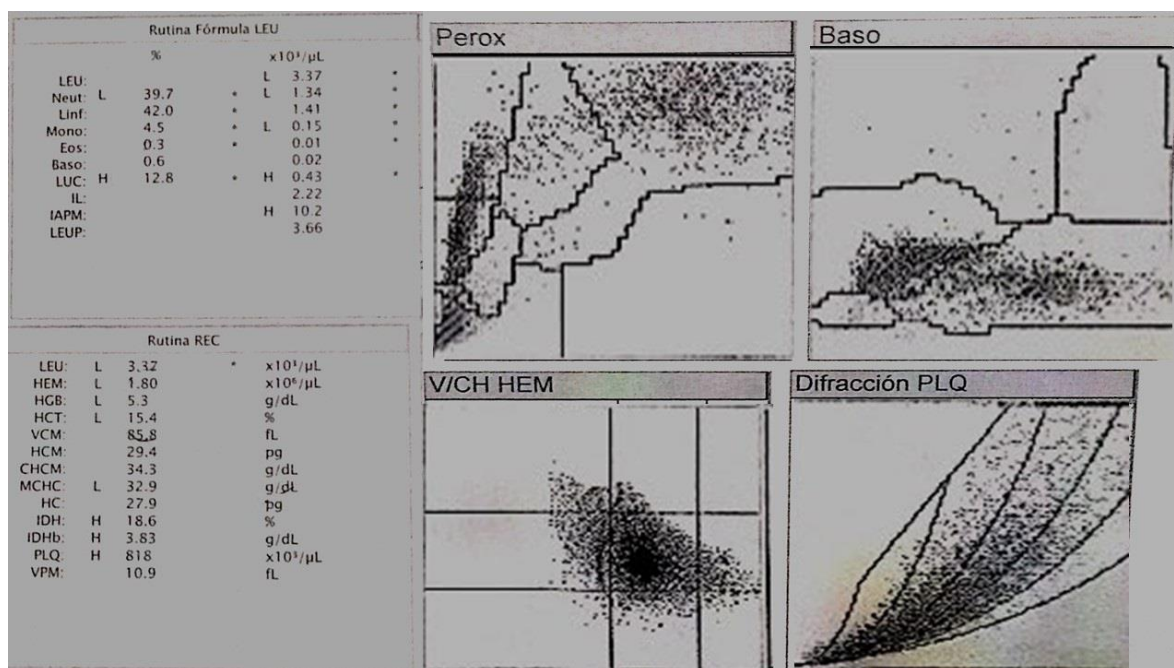 Rutina Fórmula LEU
% x10³/µL
LEU: L 3.37 *
Neut: L 39.7 * L 1.34 *
Linf: 42.0 * 1.41 *
Mono: 4.5 * L 0.15 *
Eos: 0.3 * 0.01 *
Baso: 0.6 0.02
LUC: H 12.8 * H 0.43 *
IL: 2.22
IAPM: H 10.2
LEUP: 3.66
Rutina REC
LEU: L 3.32 * x10³/µL
HEM: L 1.80 x10⁶/µL
HGB: L 5.3 g/dL
HCT: L 15.4 %
VCM: 85.8 fL
HCM: 29.4 pg
CHCM: 34.3 g/dL
MCHC: L 32.9 g/dL
HC: 27.9 pg
IDH: H 18.6 %
IDHb: H 3.83 g/dL
PLQ: H 818 x10³/µL
VPM: 10.9 fL
Perox
Baso
V/CH HEM
Difracción PLQ